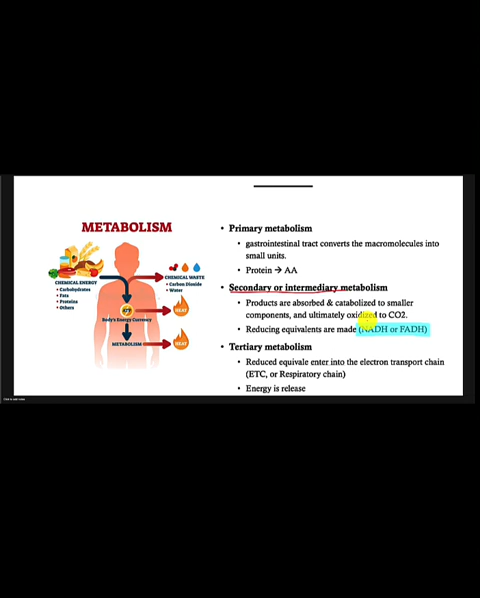 METABOLISM
CHEMICAL ENERGY
• Carbohydrates
• Fats
• Proteins
• Others
CHEMICAL WASTE
• Carbon Dioxide
• Water
ATP
Body's Energy Currency
HEAT
METABOLISM
HEAT
• Primary metabolism
• gastrointestinal tract converts the macromolecules into
small units.
• Protein → AA
• Secondary or intermediary metabolism
• Products are absorbed & catabolized to smaller
components, and ultimately oxidized to CO2.
• Reducing equivalents are made (NADH or FADH)
• Tertiary metabolism
• Reduced equivale enter into the electron transport chain
(ETC, or Respiratory chain)
• Energy is release